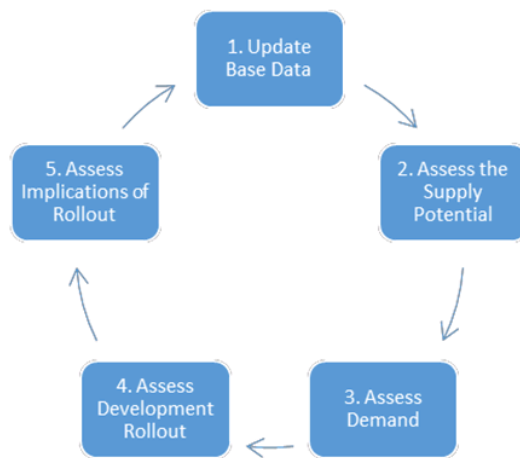 1. Update
Base Data
2. Assess the
Supply
Potential
3. Assess
Demand
4. Assess
Development
Rollout
5. Assess
Implications of
Rollout